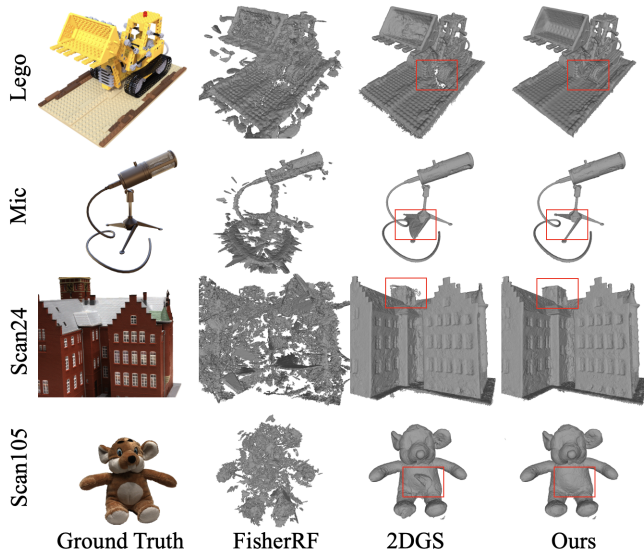 Lego
Mic
Scan24
Scan105
Ground Truth
FisherRF
2DGS
Ours